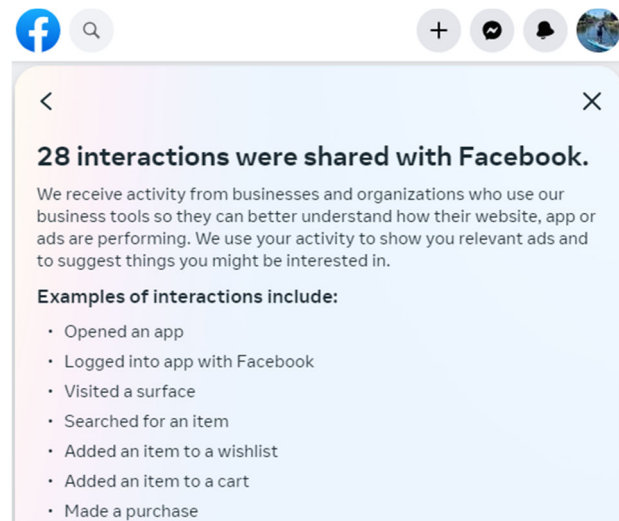 28 interactions were shared with Facebook.
We receive activity from businesses and organizations who use our
business tools so they can better understand how their website, app or
ads are performing. We use your activity to show you relevant ads and
to suggest things you might be interested in.
Examples of interactions include:
• Opened an app
• Logged into app with Facebook
• Visited a surface
• Searched for an item
• Added an item to a wishlist
• Added an item to a cart
• Made a purchase